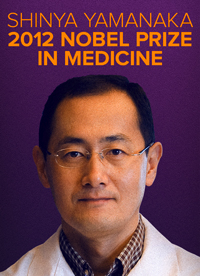 SHINYA YAMANAKA
2012 NOBEL PRIZE
IN MEDICINE